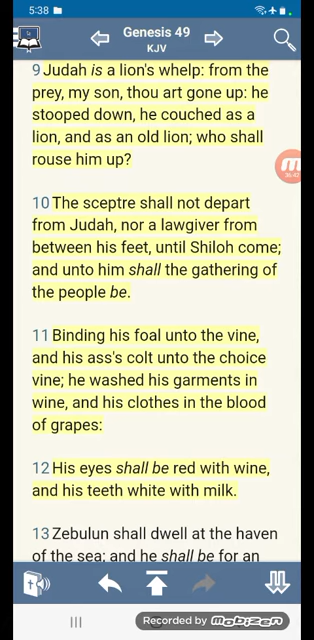 5:38
Genesis 49
KJV
9 Judah is a lion's whelp: from the
prey, my son, thou art gone up: he
stooped down, he couched as a
lion, and as an old lion; who shall
rouse him up?
10 The sceptre shall not depart
from Judah, nor a lawgiver from
between his feet, until Shiloh come;
and unto him shall the gathering of
the people be.
11 Binding his foal unto the vine,
and his ass's colt unto the choice
vine; he washed his garments in
wine, and his clothes in the blood
of grapes:
12 His eyes shall be red with wine,
and his teeth white with milk.
13 Zebulun shall dwell at the haven
of the sea; and he shall be for an
Recorded by mobizen